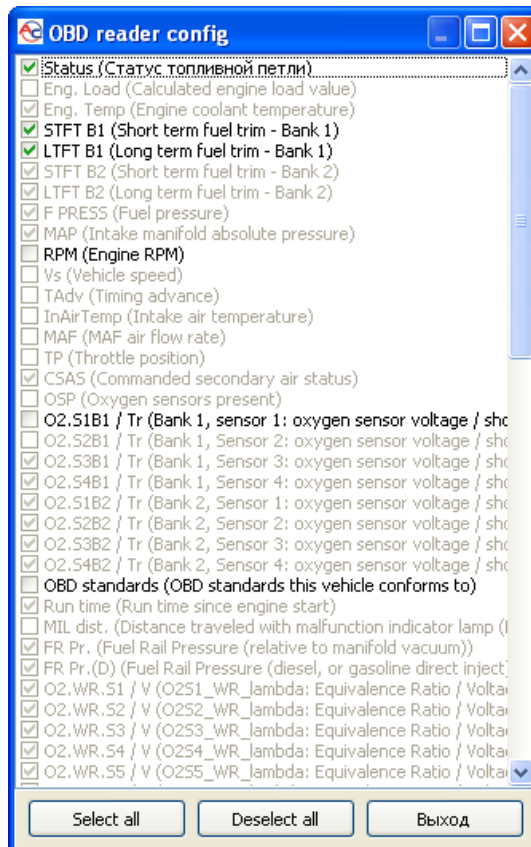 OBD reader config
Status (Статус топливной петли)
Eng. Load (Calculated engine load value)
Eng. Temp (Engine coolant temperature)
STFT B1 (Short term fuel trim - Bank 1)
LTFT B1 (Long term fuel trim - Bank 1)
STFT B2 (Short term fuel trim - Bank 2)
LTFT B2 (Long term fuel trim - Bank 2)
F PRESS (Fuel pressure)
MAP (Intake manifold absolute pressure)
RPM (Engine RPM)
Vs (Vehicle speed)
TAdv (Timing advance)
InAirTemp (Intake air temperature)
MAF (MAF air flow rate)
TP (Throttle position)
CSAS (Commanded secondary air status)
OSP (Oxygen sensors present)
O2.S1B1 / Tr (Bank 1, sensor 1: oxygen sensor voltage / sho
O2.S2B1 / Tr (Bank 1, Sensor 2: oxygen sensor voltage / sho
O2.S3B1 / Tr (Bank 1, Sensor 3: oxygen sensor voltage / sho
O2.S4B1 / Tr (Bank 1, Sensor 4: oxygen sensor voltage / sho
O2.S1B2 / Tr (Bank 2, Sensor 1: oxygen sensor voltage / sho
O2.S2B2 / Tr (Bank 2, Sensor 2: oxygen sensor voltage / sho
O2.S3B2 / Tr (Bank 2, Sensor 3: oxygen sensor voltage / sho
O2.S4B2 / Tr (Bank 2, Sensor 4: oxygen sensor voltage / sho
OBD standards (OBD standards this vehicle conforms to)
Run time (Run time since engine start)
MIL dist. (Distance traveled with malfunction indicator lamp (
FR Pr. (Fuel Rail Pressure (relative to manifold vacuum))
FR Pr.(D) (Fuel Rail Pressure (diesel, or gasoline direct inject
O2.WR.S1 / V (O2S1_WR_lambda: Equivalence Ratio / Volta
O2.WR.S2 / V (O2S2_WR_lambda: Equivalence Ratio / Volta
O2.WR.S3 / V (O2S3_WR_lambda: Equivalence Ratio / Volta
O2.WR.S4 / V (O2S4_WR_lambda: Equivalence Ratio / Volta
O2.WR.S5 / V (O2S5_WR_lambda: Equivalence Ratio / Volta
Select all
Deselect all
Выход